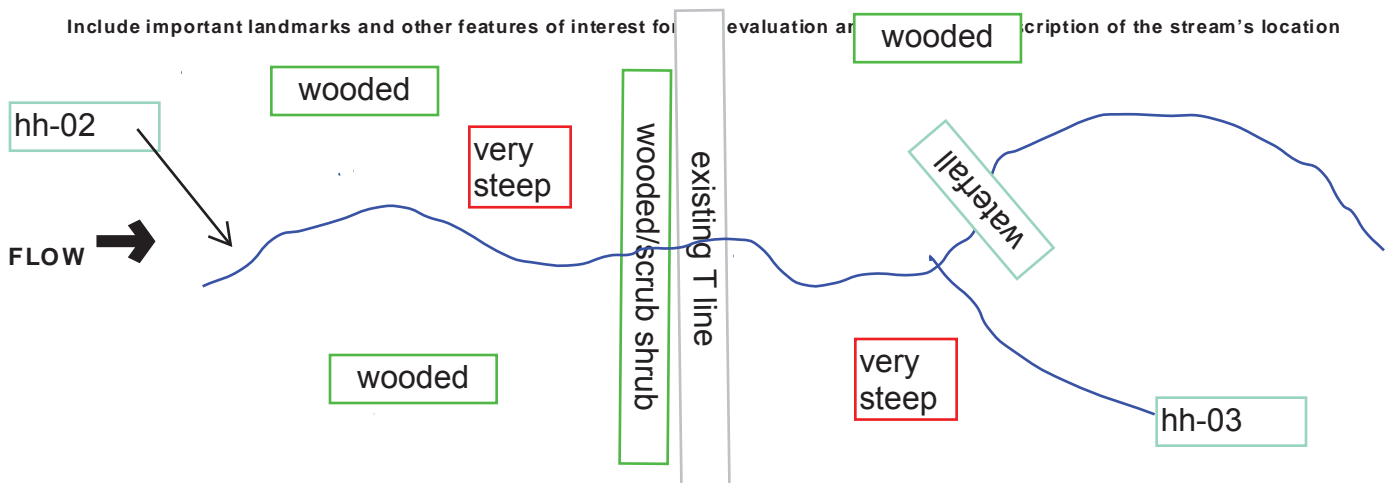 Include important landmarks and other features of interest for evaluation ar scription of the stream's location
wooded
wooded
hh-02
very
steep
wooded/scrub shrub
existing T line
waterfall
FLOW
wooded
very
steep
hh-03